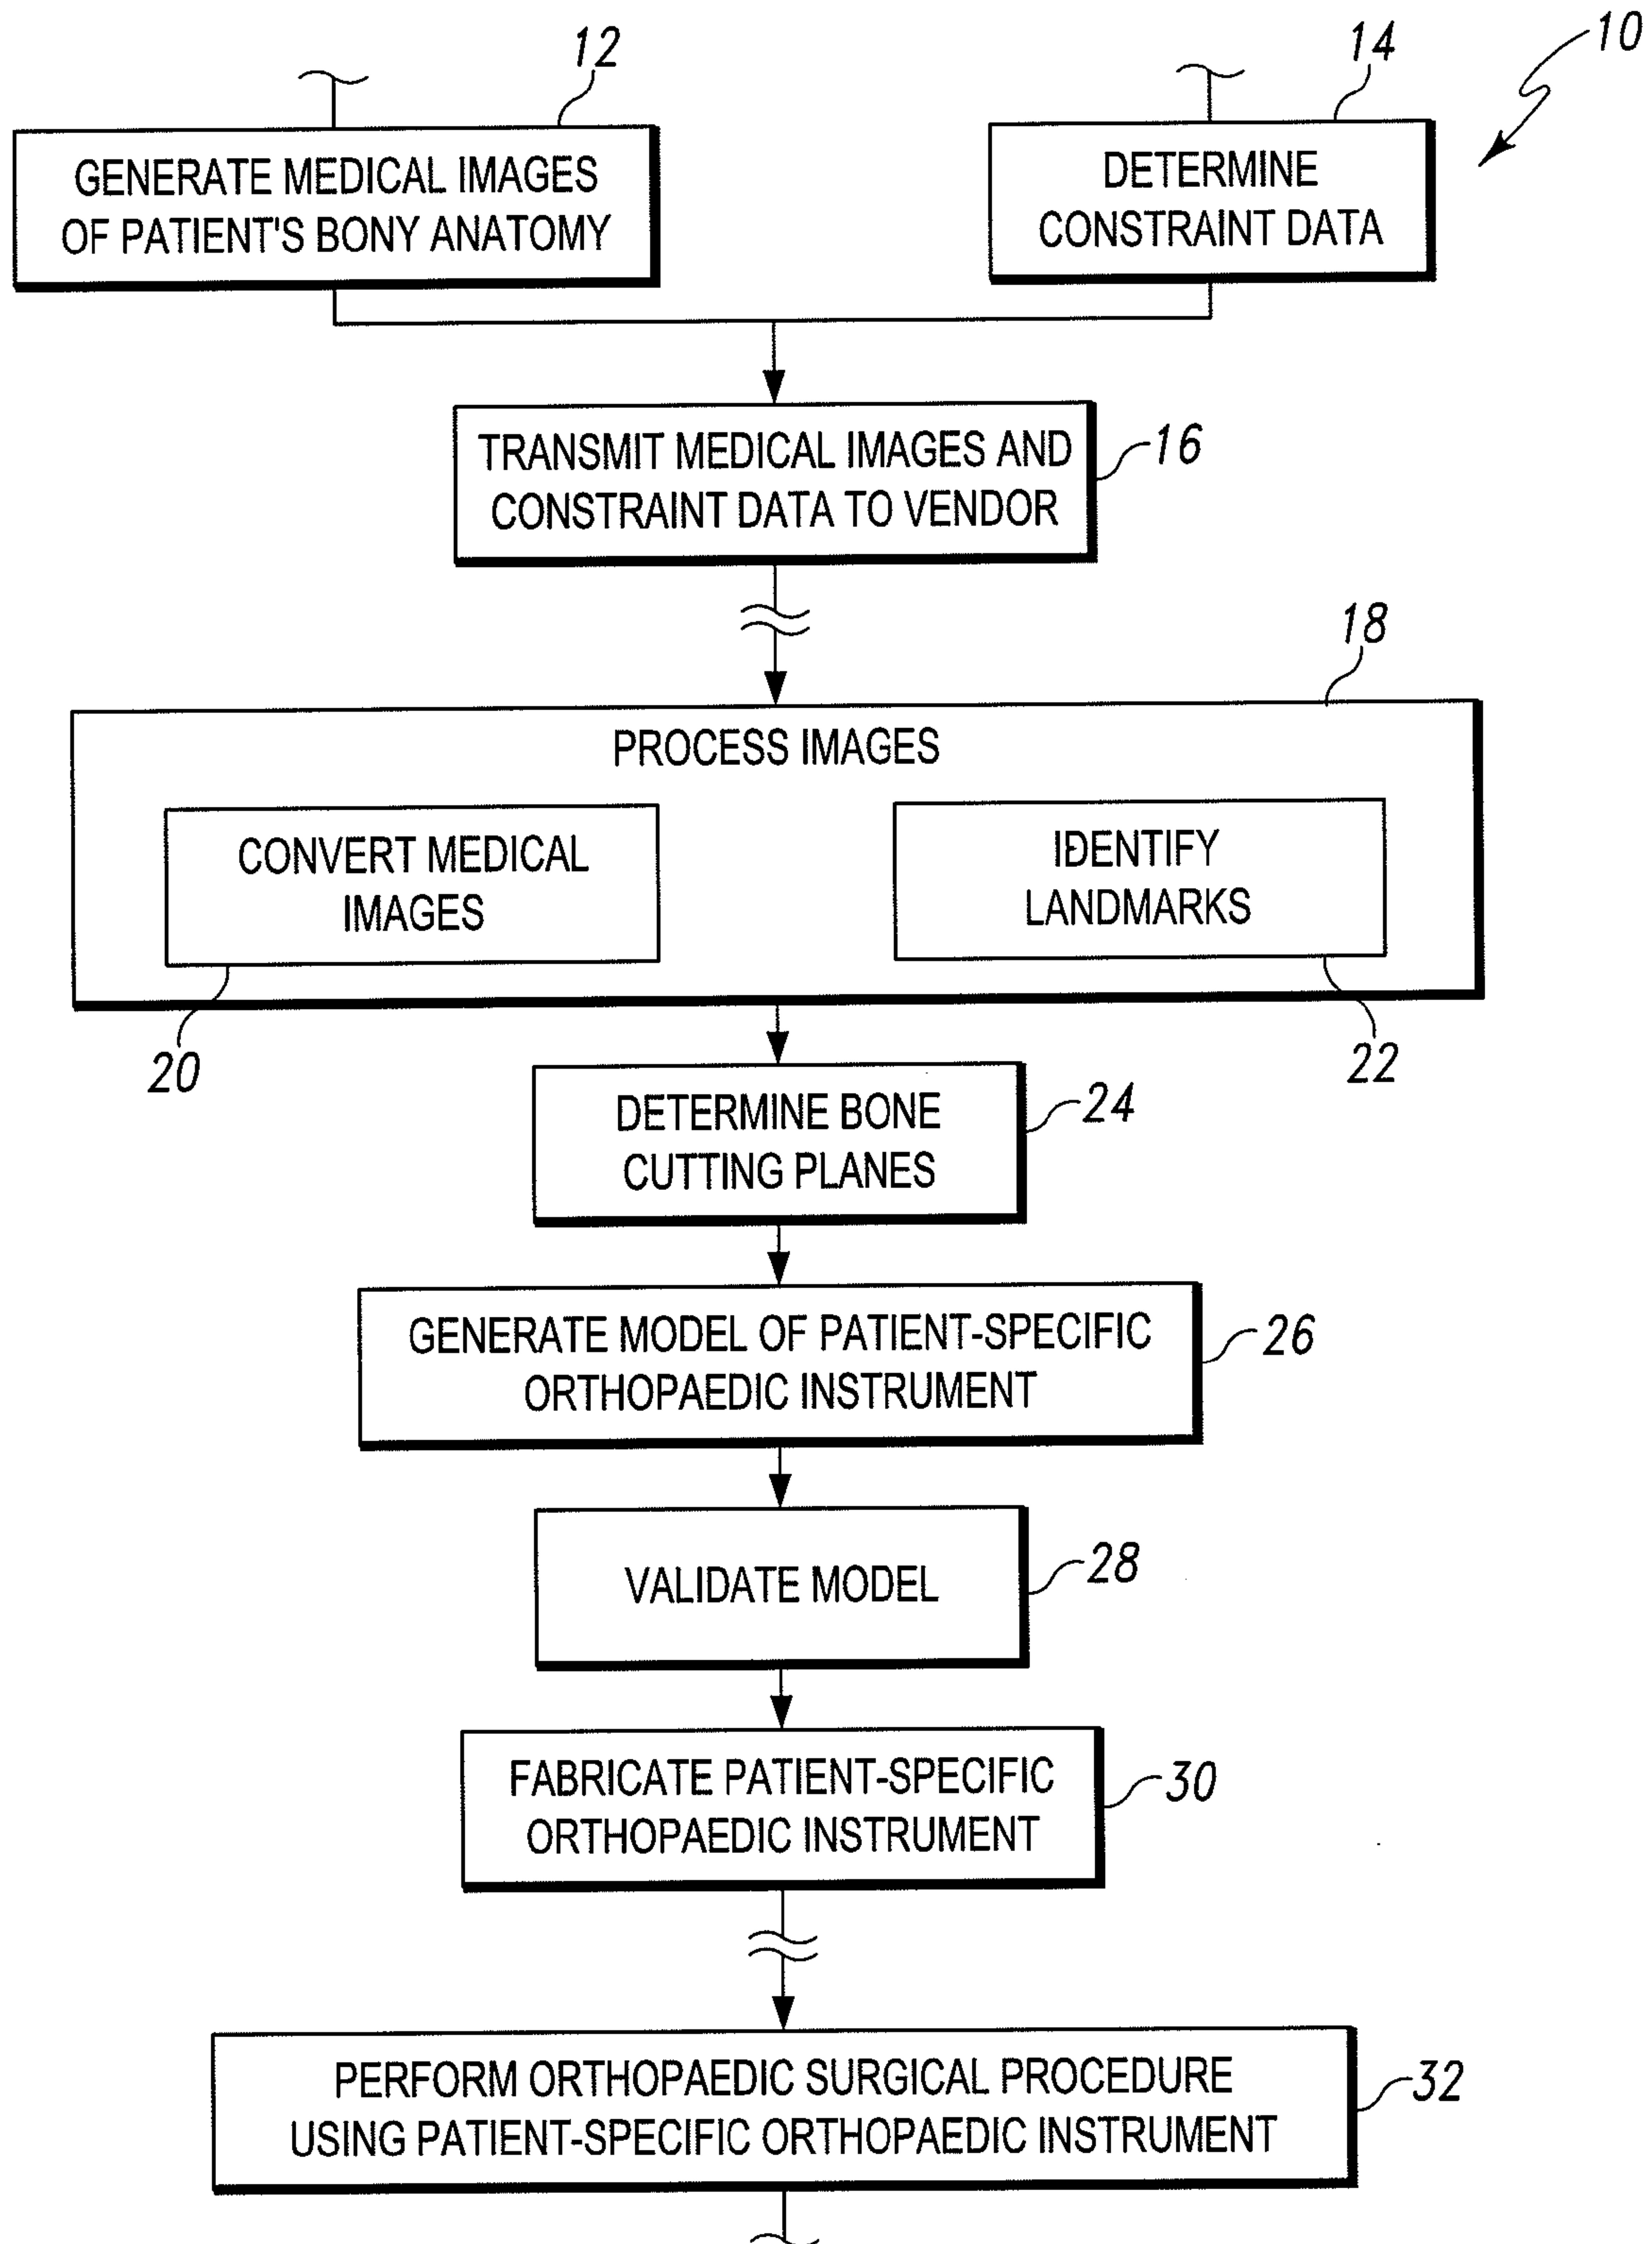 10
12
14
GENERATE MEDICAL IMAGES
OF PATIENT'S BONY ANATOMY
DETERMINE
CONSTRAINT DATA
TRANSMIT MEDICAL IMAGES AND
CONSTRAINT DATA TO VENDOR
16
18
PROCESS IMAGES
CONVERT MEDICAL
IMAGES
IDENTIFY
LANDMARKS
20
22
DETERMINE BONE
CUTTING PLANES
24
GENERATE MODEL OF PATIENT-SPECIFIC
ORTHOPAEDIC INSTRUMENT
26
VALIDATE MODEL
28
FABRICATE PATIENT-SPECIFIC
ORTHOPAEDIC INSTRUMENT
30
PERFORM ORTHOPAEDIC SURGICAL PROCEDURE
USING PATIENT-SPECIFIC ORTHOPAEDIC INSTRUMENT
32